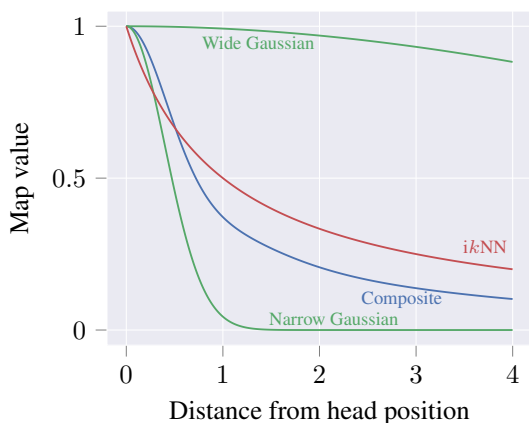 1
Wide Gaussian
Map value
0.5
ikNN
Composite
Narrow Gaussian
0
0 1 2 3 4
Distance from head position